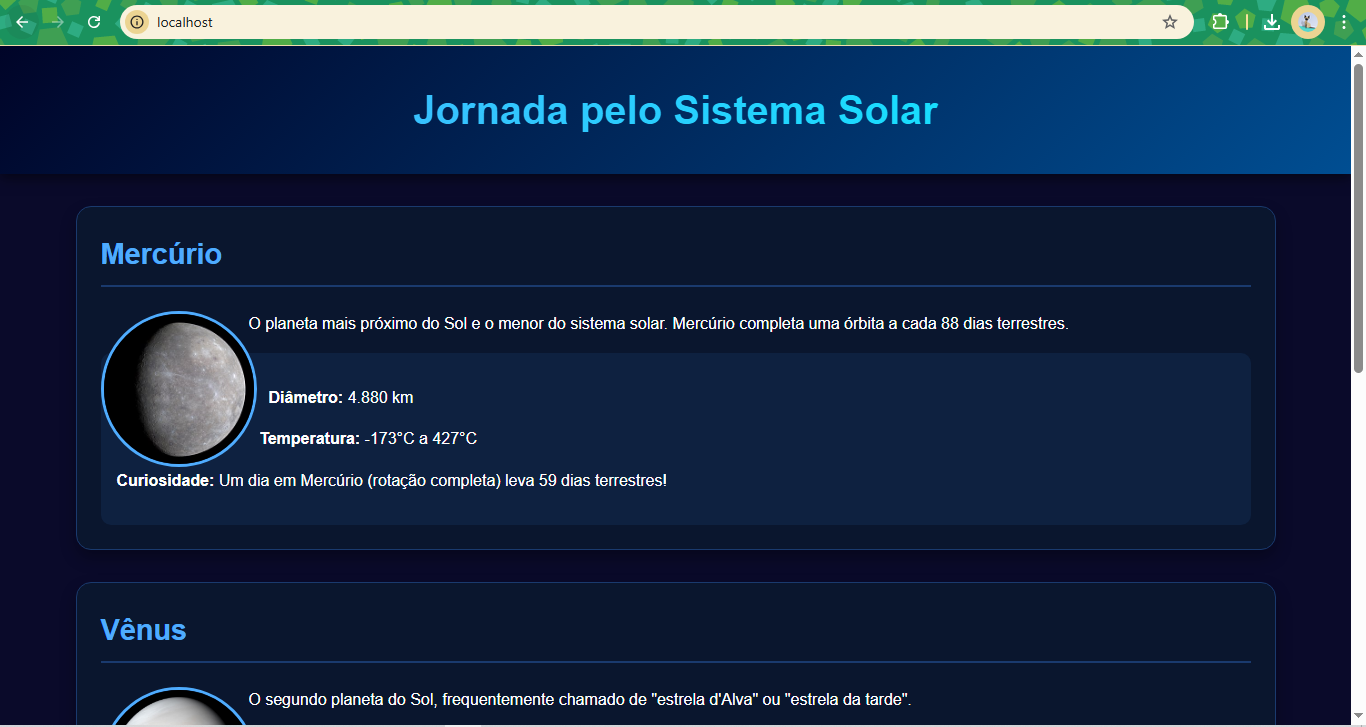 localhost
Jornada pelo Sistema Solar
Mercúrio
O planeta mais próximo do Sol e o menor do sistema solar. Mercúrio completa uma órbita a cada 88 dias terrestres.
Diâmetro: 4.880 km
Temperatura: -173°C a 427°C
Curiosidade: Um dia em Mercúrio (rotação completa) leva 59 dias terrestres!
Vênus
O segundo planeta do Sol, frequentemente chamado de "estrela d'Alva" ou "estrela da tarde".